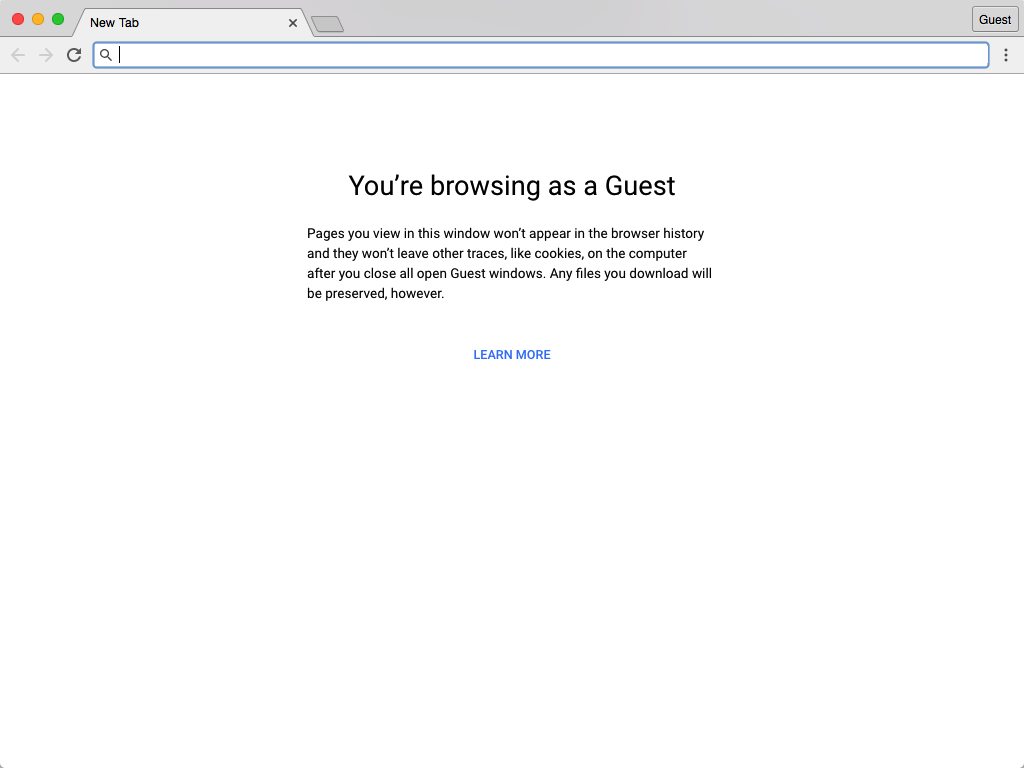 New Tab
Guest
You’re browsing as a Guest
Pages you view in this window won’t appear in the browser history
and they won’t leave other traces, like cookies, on the computer
after you close all open Guest windows. Any files you download will
be preserved, however.
LEARN MORE